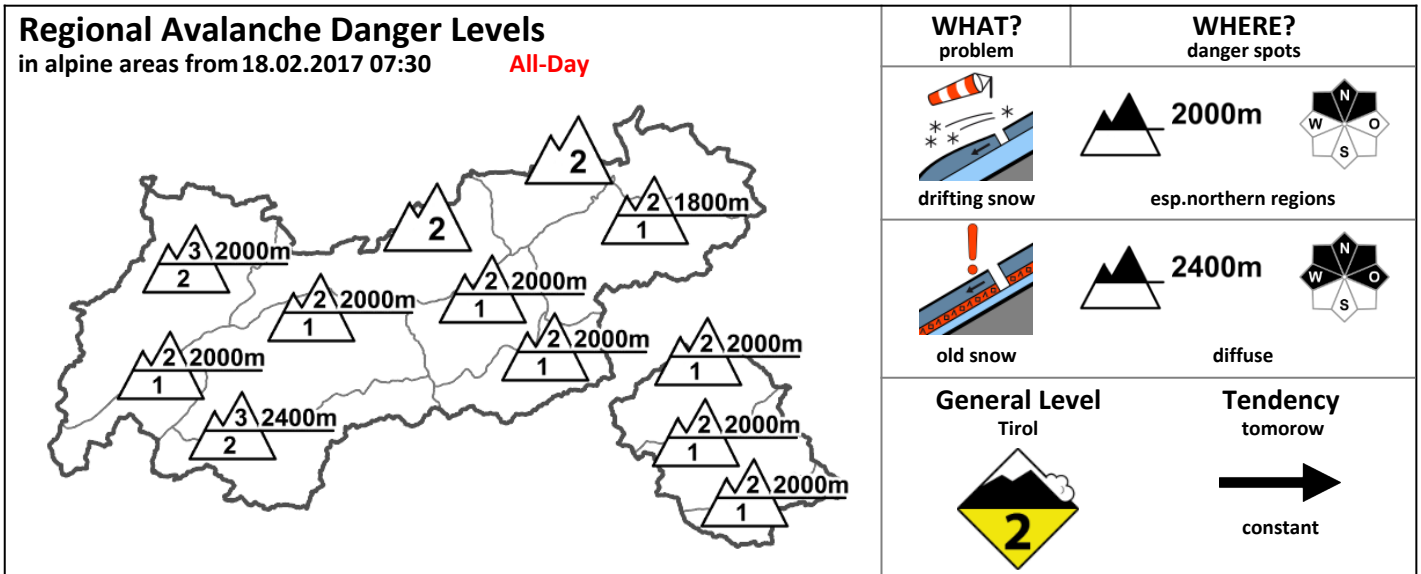 Regional Avalanche Danger Levels
in alpine areas from 18.02.2017 07:30 All-Day
2
2
2 1800m
1
3 2000m
2
2 2000m
1
2 2000m
1
2 2000m
1
2 2000m
1
2 2000m
1
3 2400m
2
2 2000m
1
2 2000m
1
WHAT?
problem
WHERE?
danger spots
drifting snow
2000m
N
W O
S
esp.northern regions
old snow
2400m
N
W O
S
diffuse
General Level
Tirol
2
Tendency
tomorow
constant